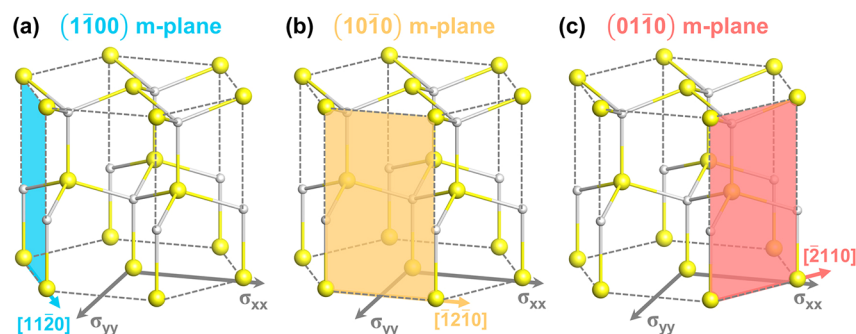 (a) (11̄00) m-plane
(b) (101̄0) m-plane
(c) (011̄0) m-plane
[112̄0]
σyy
σxx
[1̄21̄0]
σyy
σxx
[2̄110]
σyy
σxx